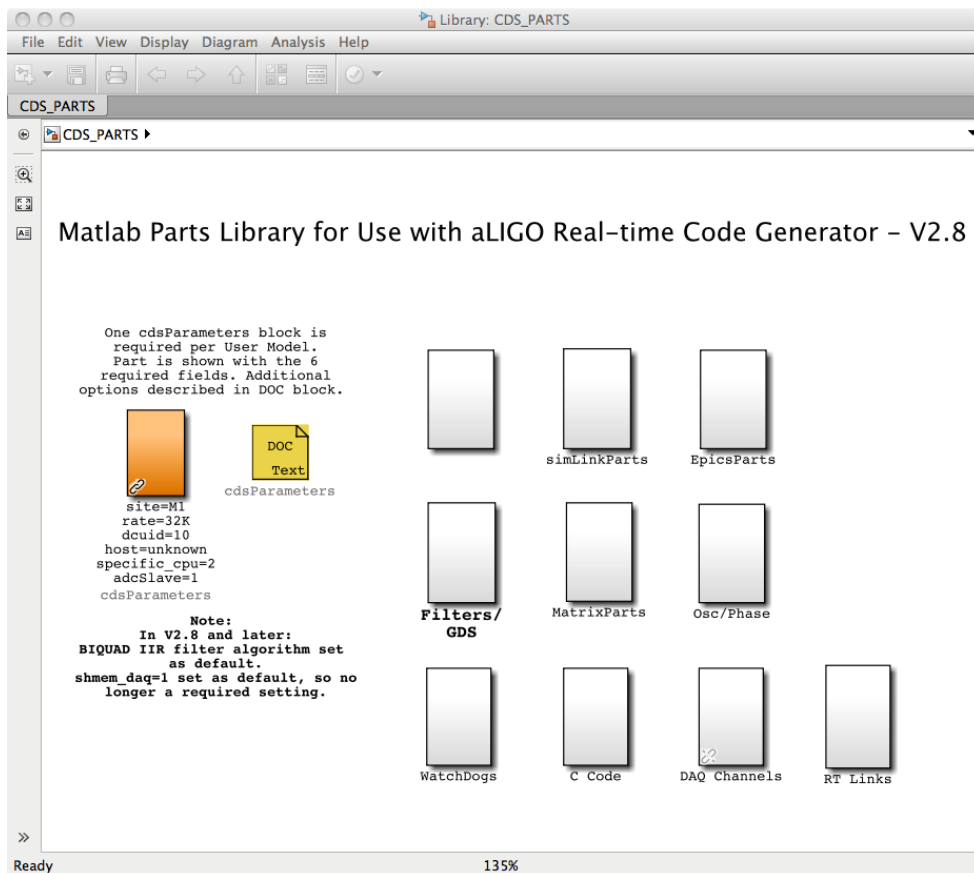 Library: CDS_PARTS
File Edit View Display Diagram Analysis Help
CDS_PARTS
CDS_PARTS
Matlab Parts Library for Use with aLIGO Real-time Code Generator - V2.8
One cdsParameters block is
required per User Model.
Part is shown with the 6
required fields. Additional
options described in DOC block.
DOC
Text
cdsParameters
site=M1
rate=32K
dcuid=10
host=unknown
specific_cpu=2
adcSlave=1
cdsParameters
Note:
In V2.8 and later:
BIQUAD IIR filter algorithm set
as default.
shmem_daq=1 set as default, so no
longer a required setting.
simLinkParts
EpicsParts
Filters/
GDS
MatrixParts
Osc/Phase
WatchDogs
C Code
DAQ Channels
RT Links
Ready
135%